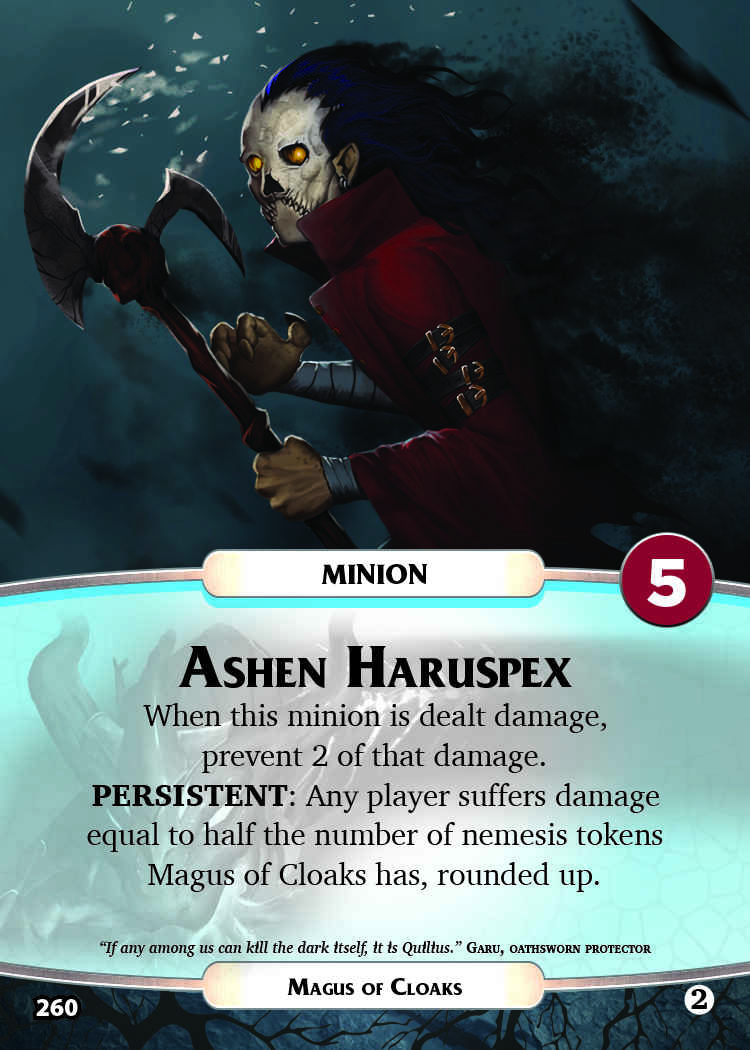 MINION
5
ASHEN HARUSPEX
When this minion is dealt damage,
prevent 2 of that damage.
PERSISTENT: Any player suffers damage
equal to half the number of nemesis tokens
Magus of Cloaks has, rounded up.
“If any among us can kill the dark itself, it is Quilius.” GARU, OATHSWORN PROTECTOR
MAGUS OF CLOAKS
260
2